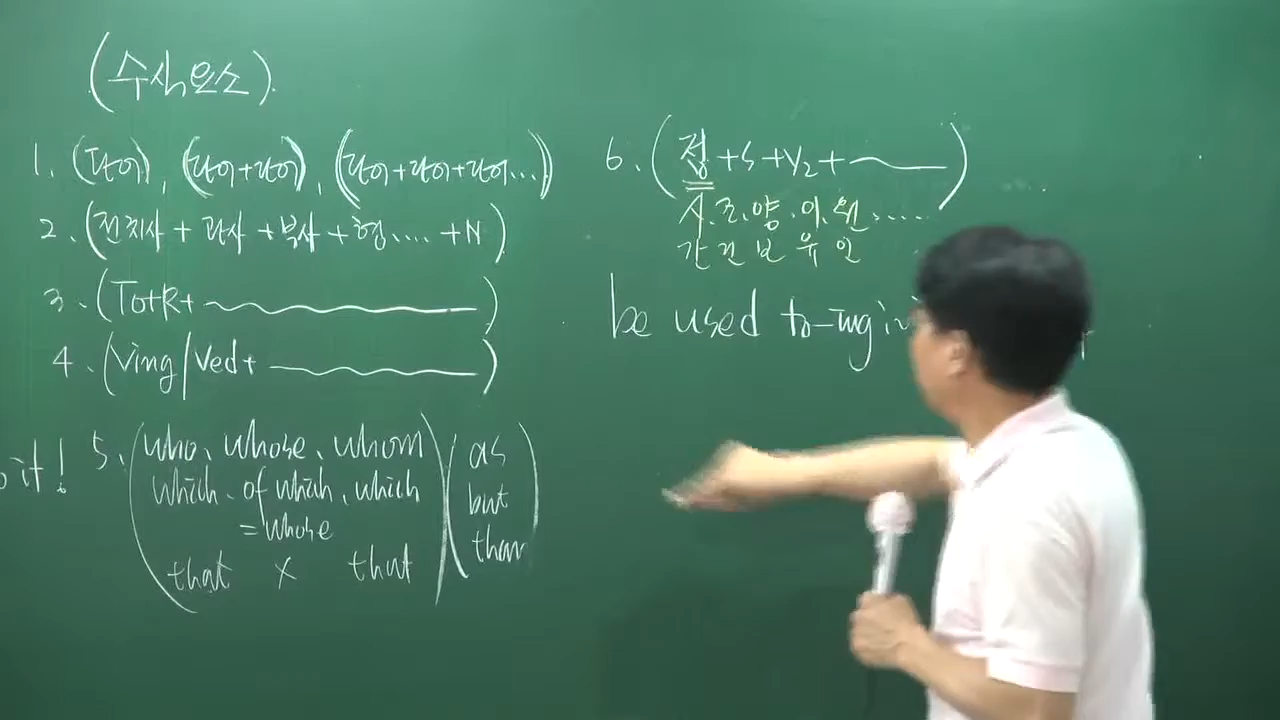 (수식요소)
1. (단어), (단어+단어), (단어+단어+단어...)
2. (전치사 + 관사 + 부사 + 형.... + N)
3. (To+R+ )
4. (Ving/Ved+ )
o it!
5. (who, whose, whom) (as
which, of which, which but
= whose than)
that × that
6. (접+S+V₂+ )
시.조.양.이.원.....
간 건 보 유 인
be used to-ing